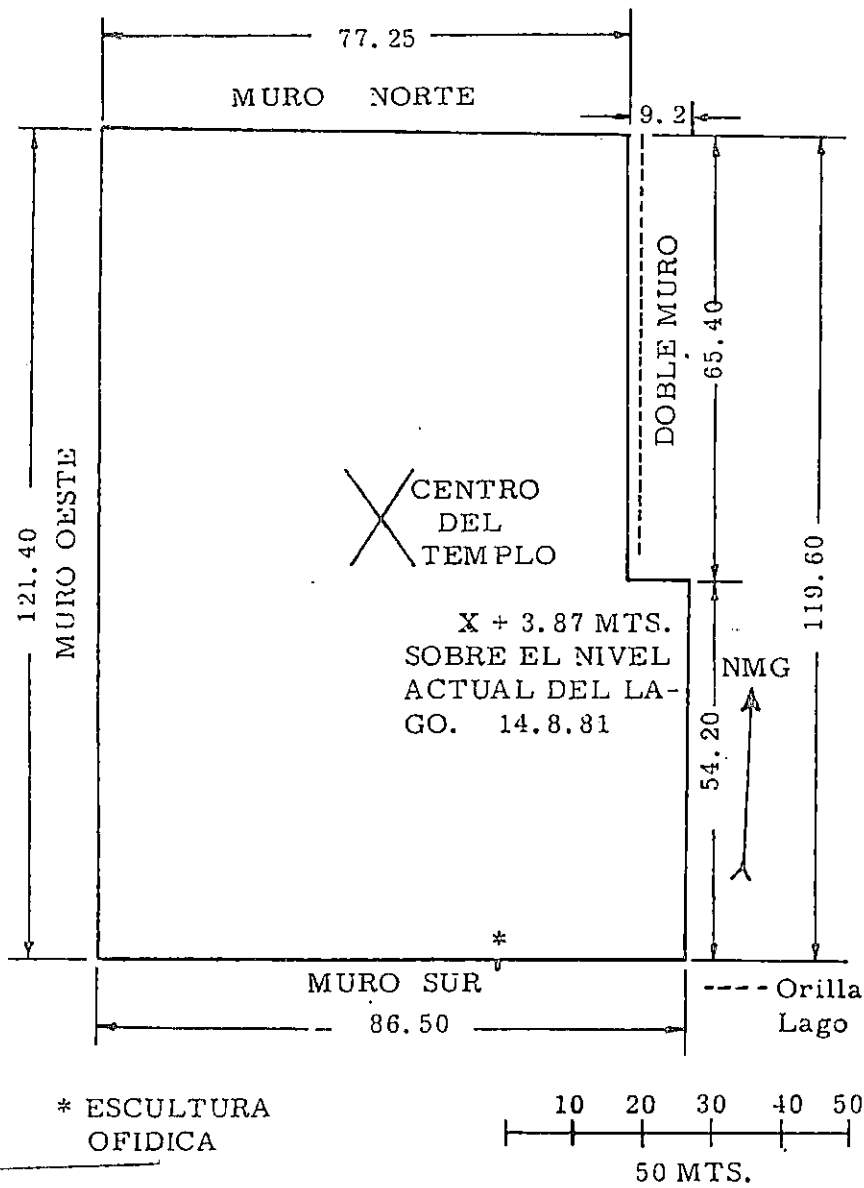 77.25
MURO NORTE
9.2
DOBLE MURO
65.40
121.40
MURO OESTE
119.60
CENTRO
DEL
TEMPLO
X + 3.87 MTS.
SOBRE EL NIVEL
ACTUAL DEL LA-
GO. 14.8.81
NMG
54.20
*
MURO SUR
86.50
---- Orilla
Lago
* ESCULTURA
OFIDICA
10 20 30 40 50
50 MTS.